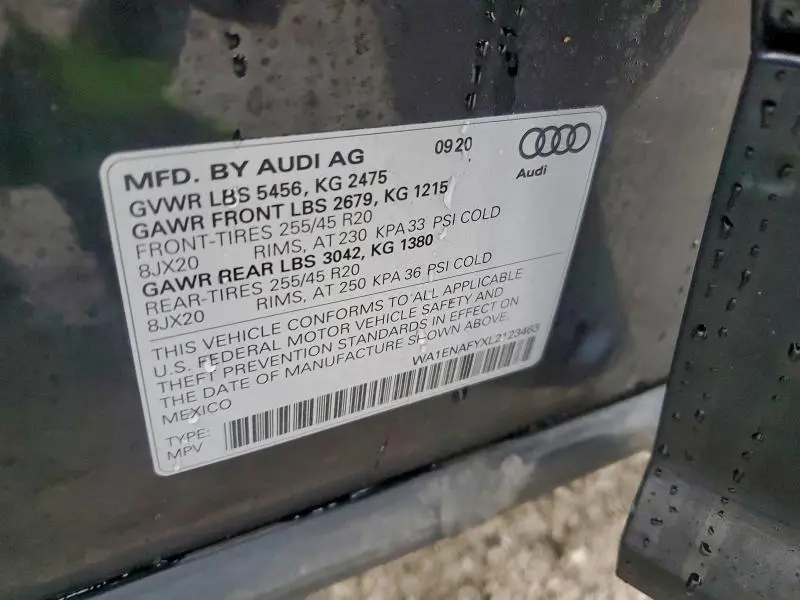 MFD. BY AUDI AG 0920
Audi
GVWR LBS 5456, KG 2475
GAWR FRONT LBS 2679, KG 1215
FRONT-TIRES 255/45 R20
8JX20 RIMS, AT 230 KPA 33 PSI COLD
GAWR REAR LBS 3042, KG 1380
REAR-TIRES 255/45 R20
8JX20 RIMS, AT 250 KPA 36 PSI COLD
THIS VEHICLE CONFORMS TO ALL APPLICABLE
U.S. FEDERAL MOTOR VEHICLE SAFETY AND
THEFT PREVENTION STANDARDS IN EFFECT ON
THE DATE OF MANUFACTURE SHOWN ABOVE.
MEXICO WA1ENAFYXL2123463
TYPE:
MPV